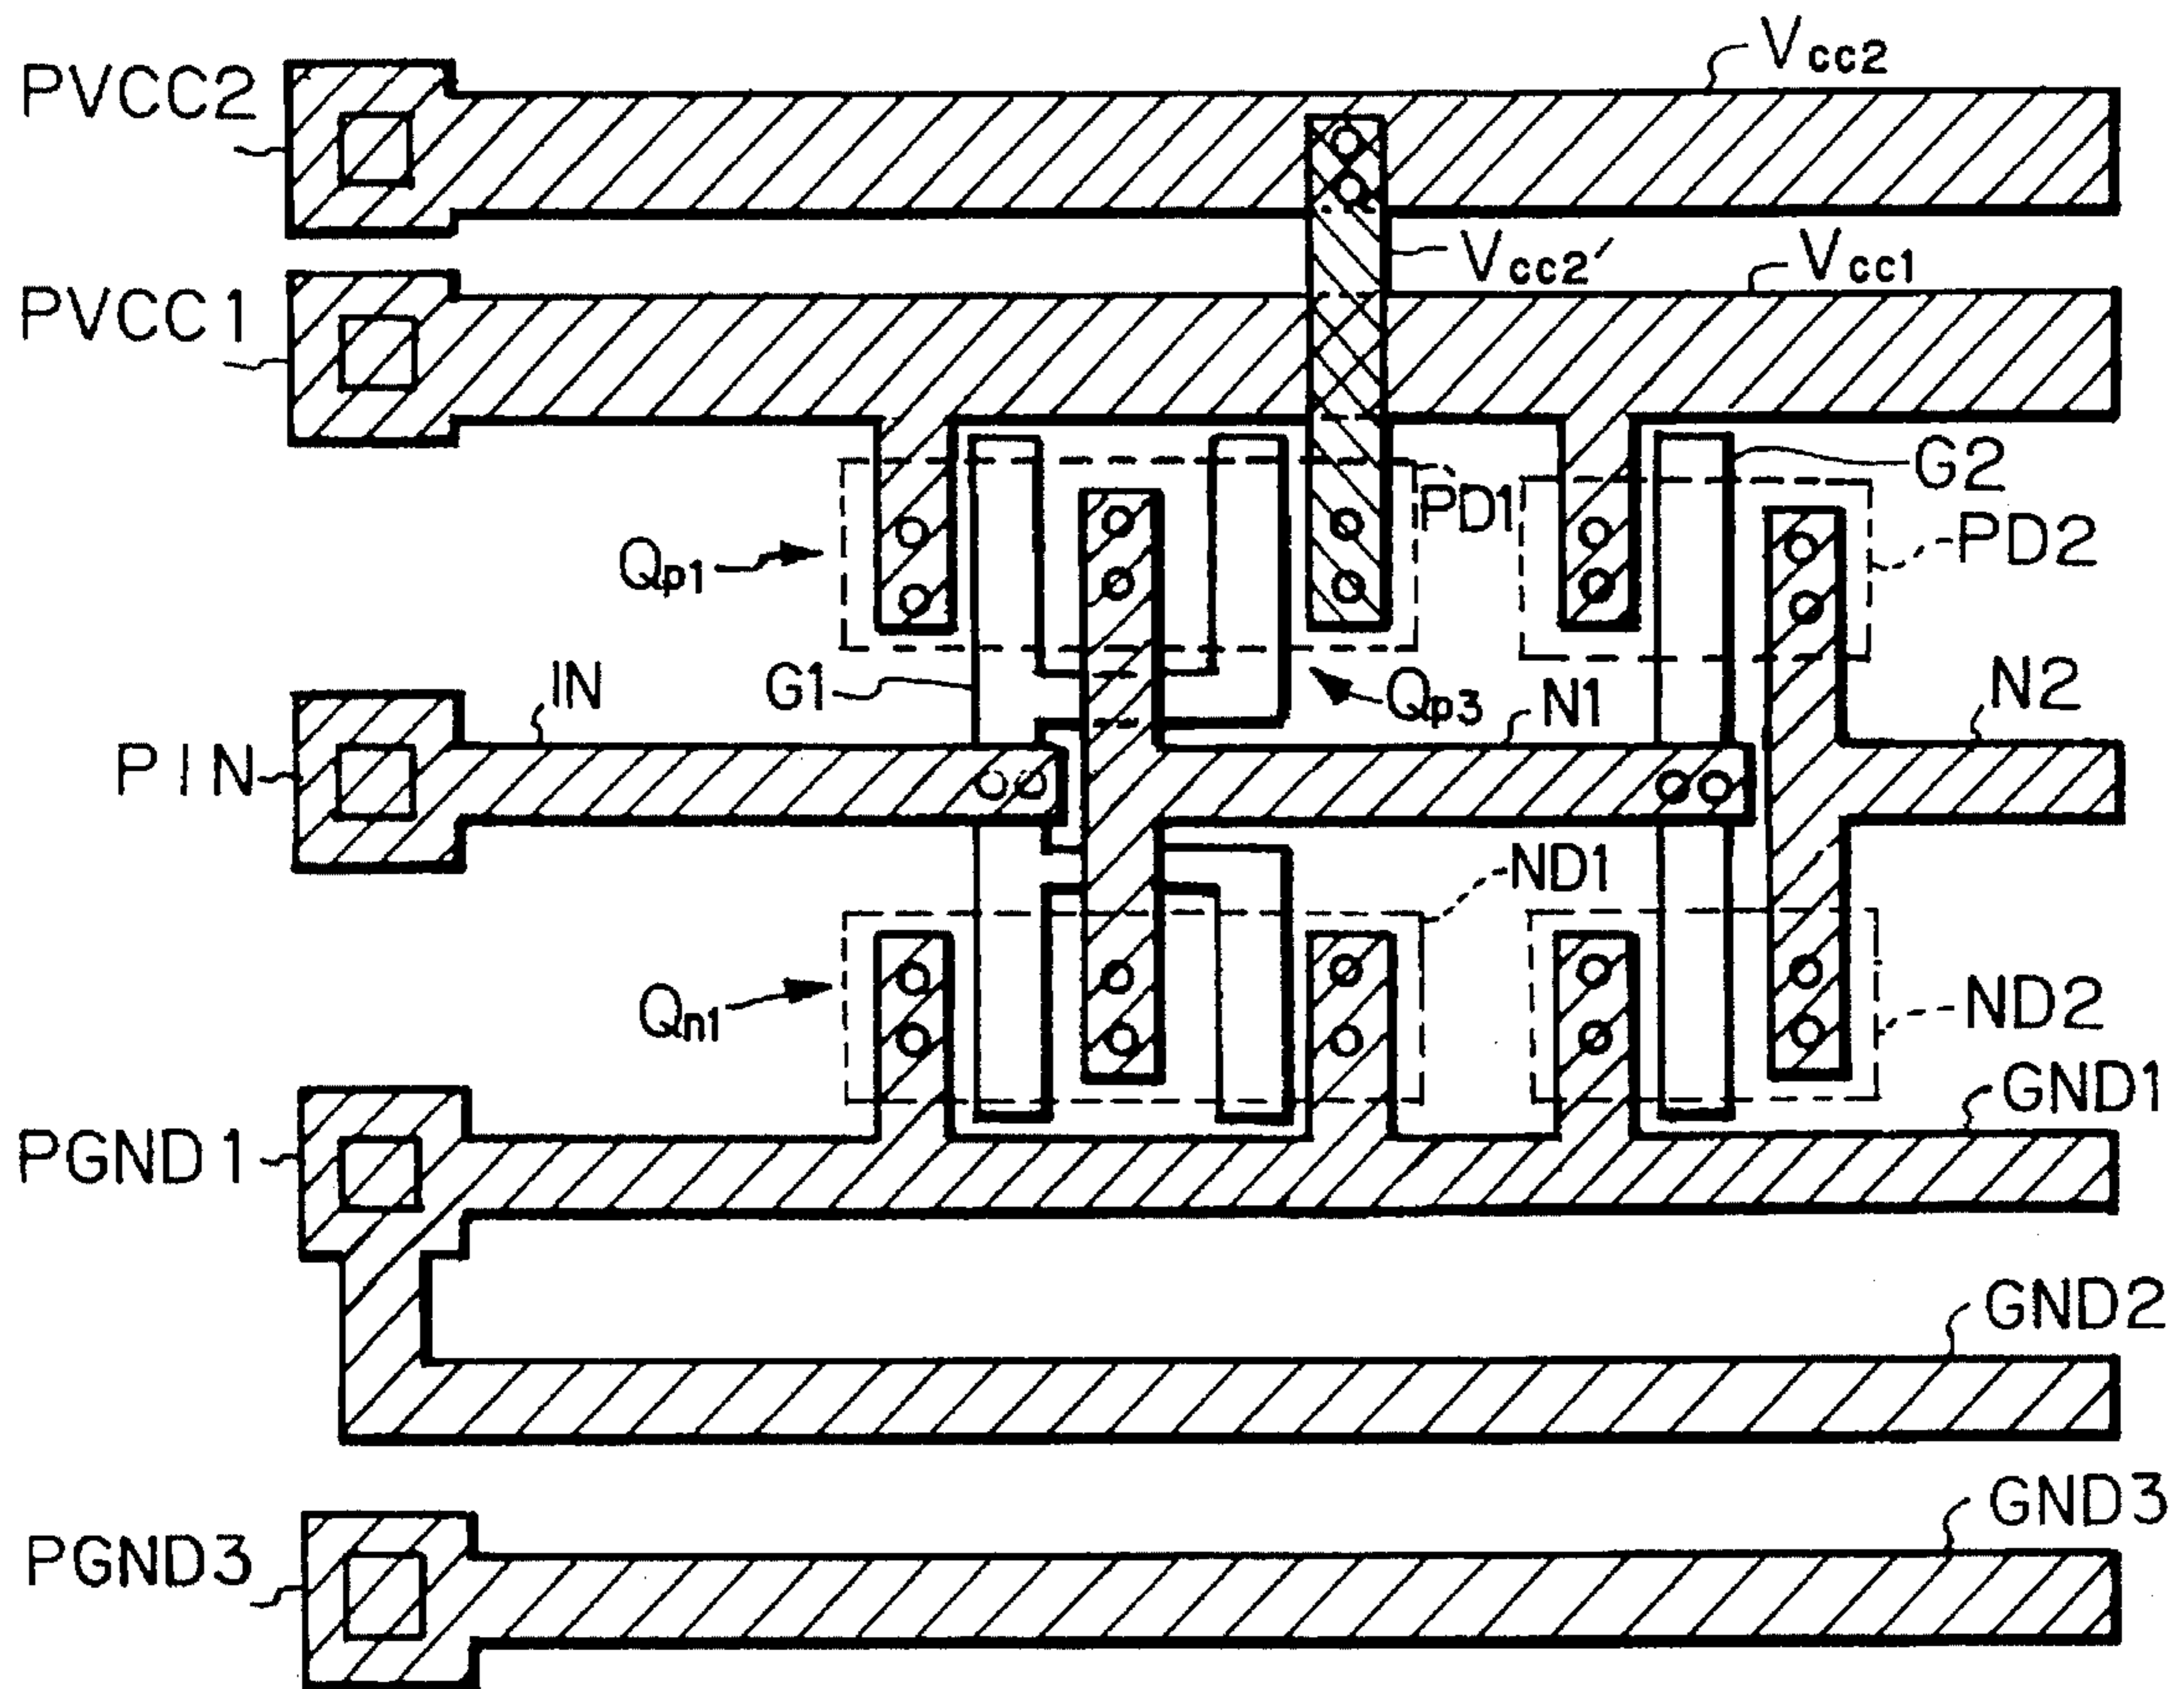 Vcc2
PVCC2
Vcc2′
Vcc1
PVCC1
G2
PD1
PD2
Qp1
IN
G1
Qp3
N1
N2
PIN
ND1
Qn1
ND2
GND1
PGND1
GND2
GND3
PGND3